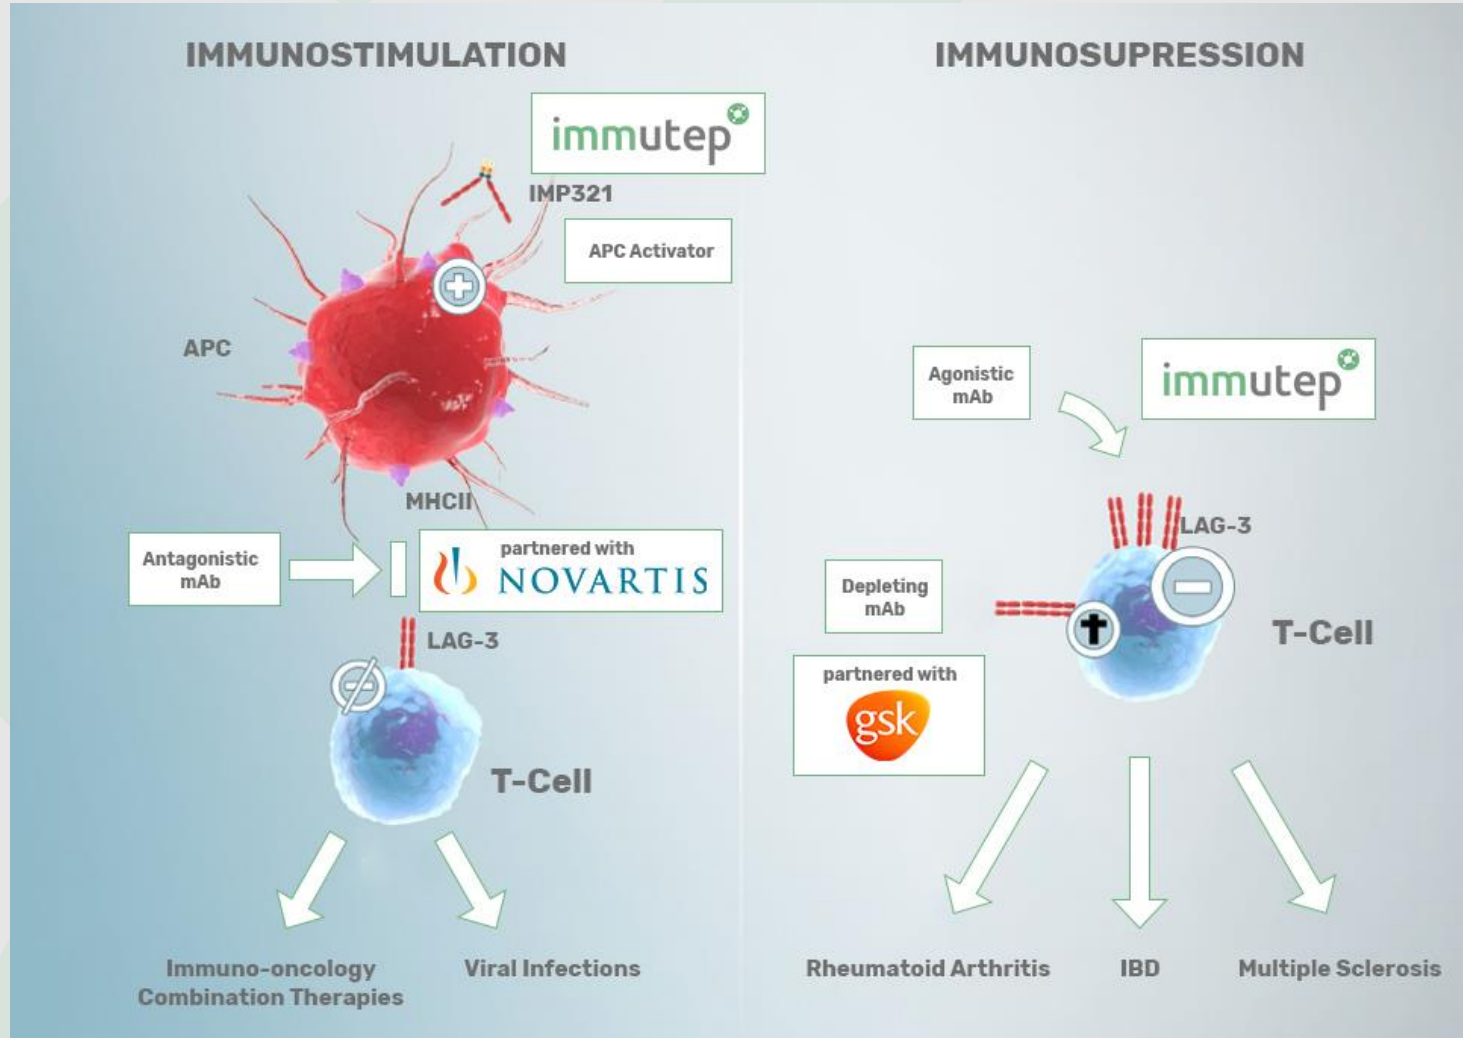 IMMUNOSTIMULATION
immutep
IMP321
APC Activator
APC
MHCII
Antagonistic
mAb
partnered with
NOVARTIS
LAG-3
T-Cell
Immuno-oncology
Combination Therapies
Viral Infections
IMMUNOSUPRESSION
Agonistic
mAb
immutep
LAG-3
Depleting
mAb
T-Cell
partnered with
gsk
Rheumatoid Arthritis
IBD
Multiple Sclerosis